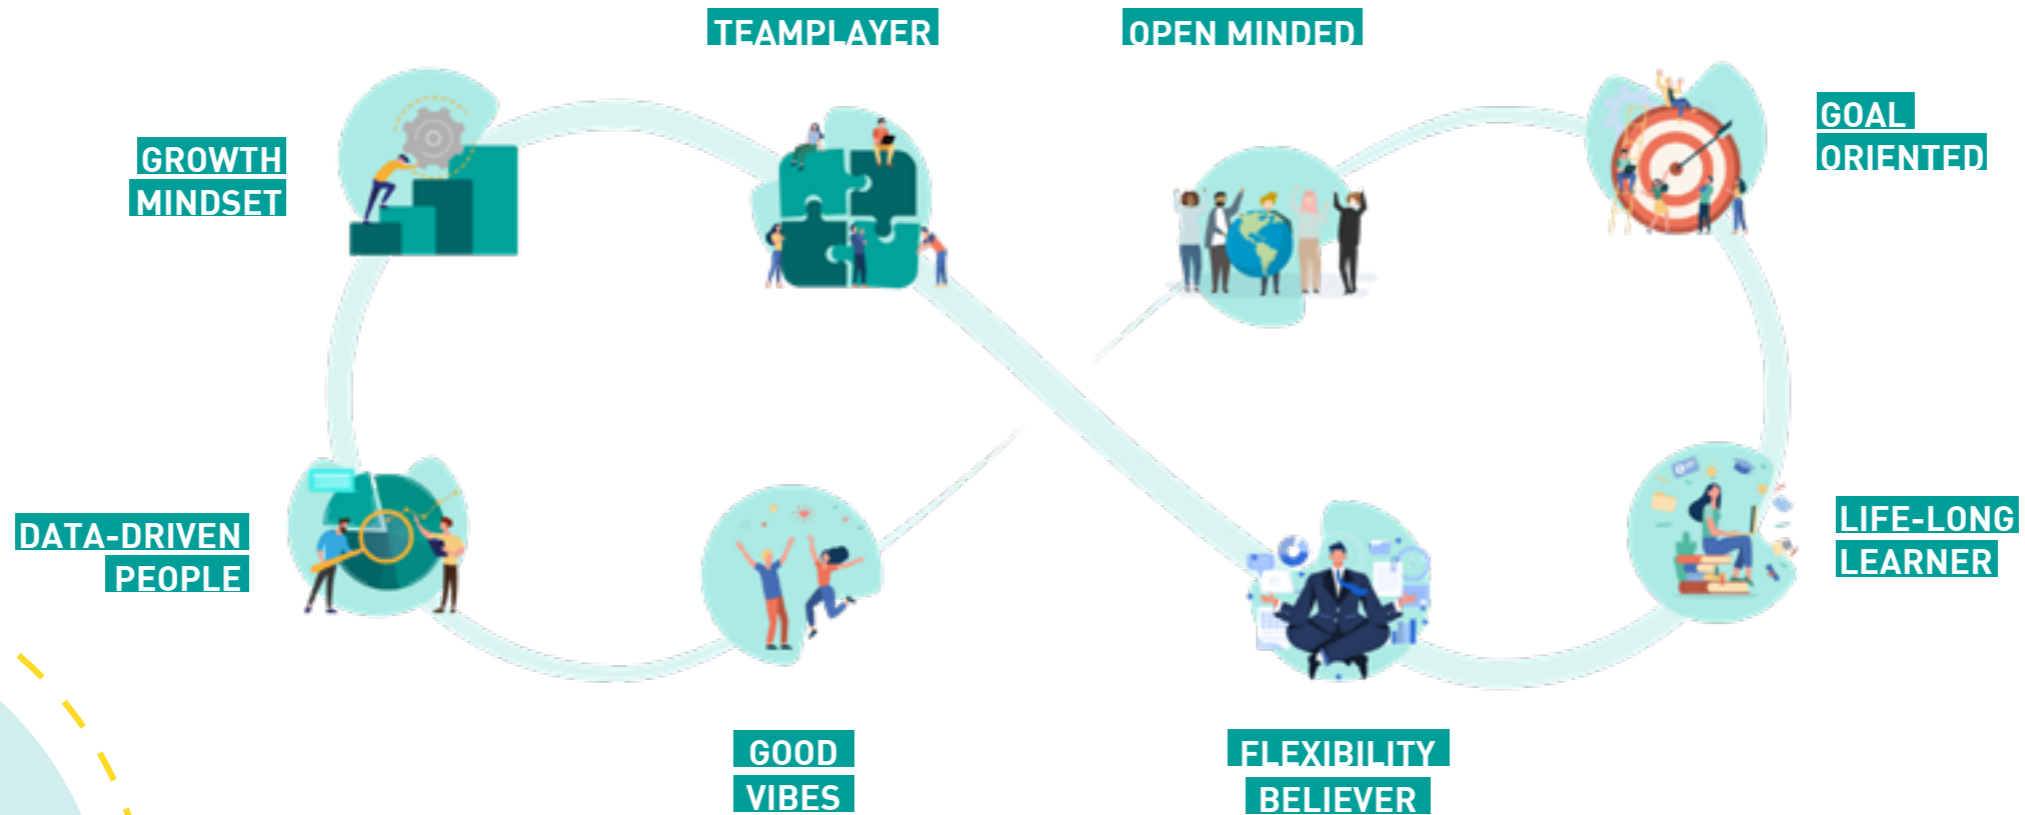 TEAMPLAYER
OPEN MINDED
GOAL
ORIENTED
GROWTH
MINDSET
DATA-DRIVEN
PEOPLE
LIFE-LONG
LEARNER
GOOD
VIBES
FLEXIBILITY
BELIEVER